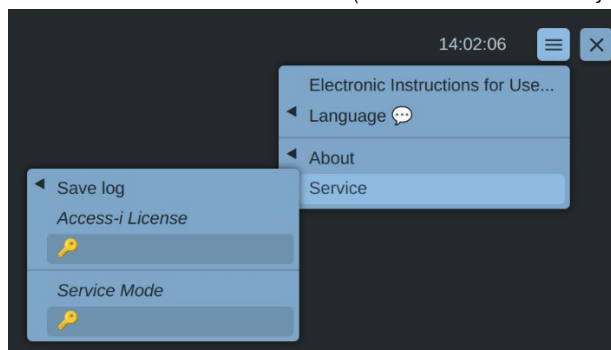 14:02:06
Electronic Instructions for Use...
Language 💬
About
Service
Save log
Access-i License
🔑
Service Mode
🔑